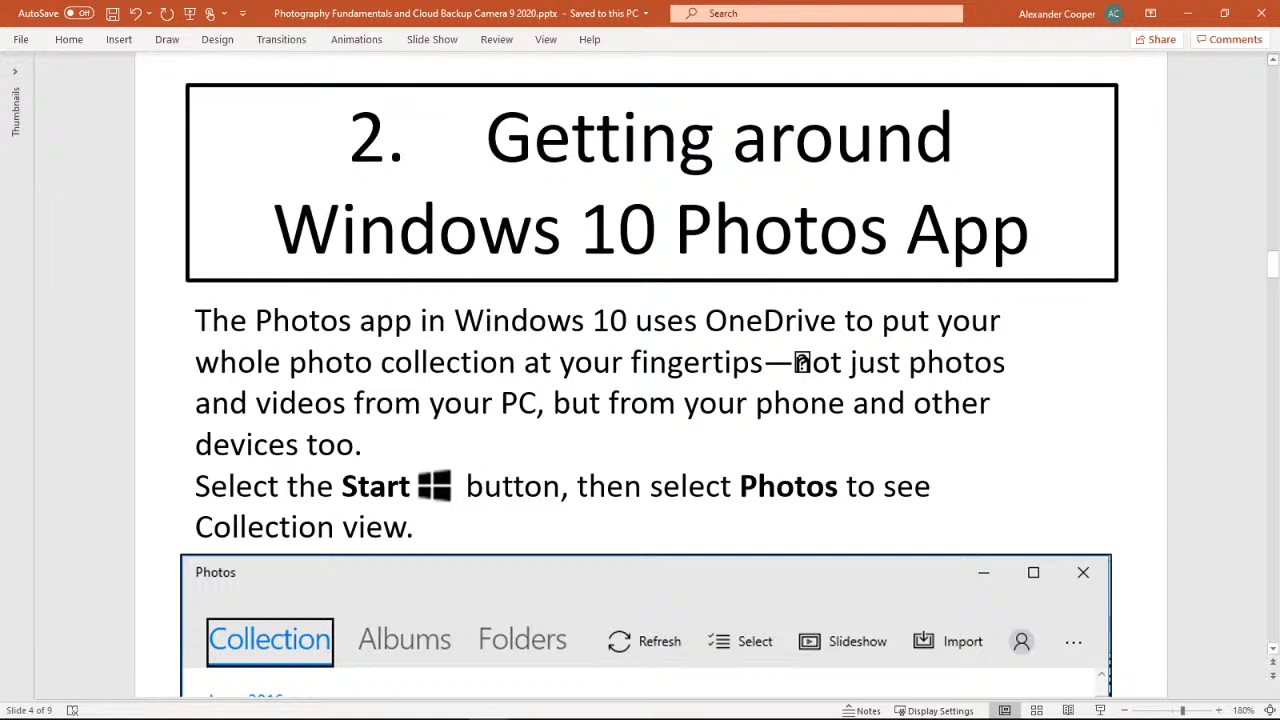 AutoSave Off Photography Fundamentals and Cloud Backup Camera 9 2020.pptx - Saved to this PC Search Alexander Cooper AC
File Home Insert Draw Design Transitions Animations Slide Show Review View Help Share Comments
Thumbnails
2. Getting around
Windows 10 Photos App
The Photos app in Windows 10 uses OneDrive to put your
whole photo collection at your fingertips—not just photos
and videos from your PC, but from your phone and other
devices too.
Select the Start button, then select Photos to see
Collection view.
Photos
Collection Albums Folders Refresh Select Slideshow Import ...
Slide 4 of 9 Notes Display Settings 180%